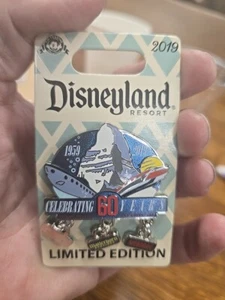 2019
Disneyland
RESORT
1959
CELEBRATING 60 YEARS
LIMITED EDITION